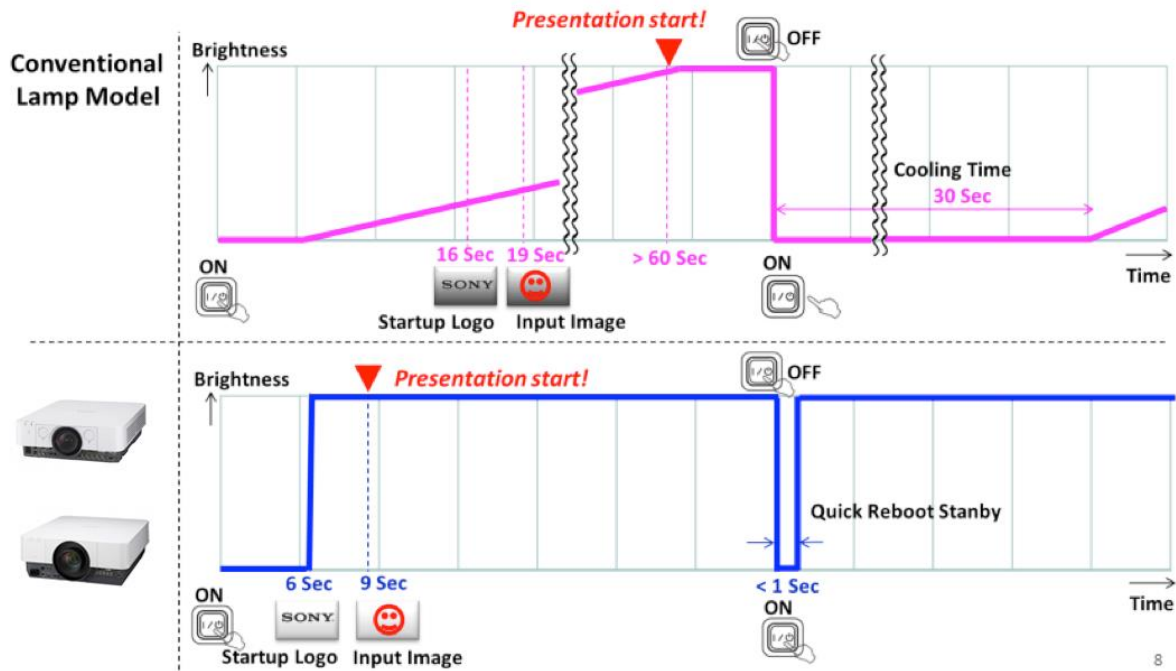 Conventional
Lamp Model
Presentation start!
OFF
Brightness
Cooling Time
30 Sec
16 Sec
19 Sec
> 60 Sec
ON
ON
Time
I/⏻
I/⏻
I/⏻
SONY
Startup Logo
Input Image
Presentation start!
OFF
Brightness
Quick Reboot Stanby
6 Sec
9 Sec
< 1 Sec
ON
ON
Time
I/⏻
I/⏻
I/⏻
SONY
Startup Logo
Input Image
8